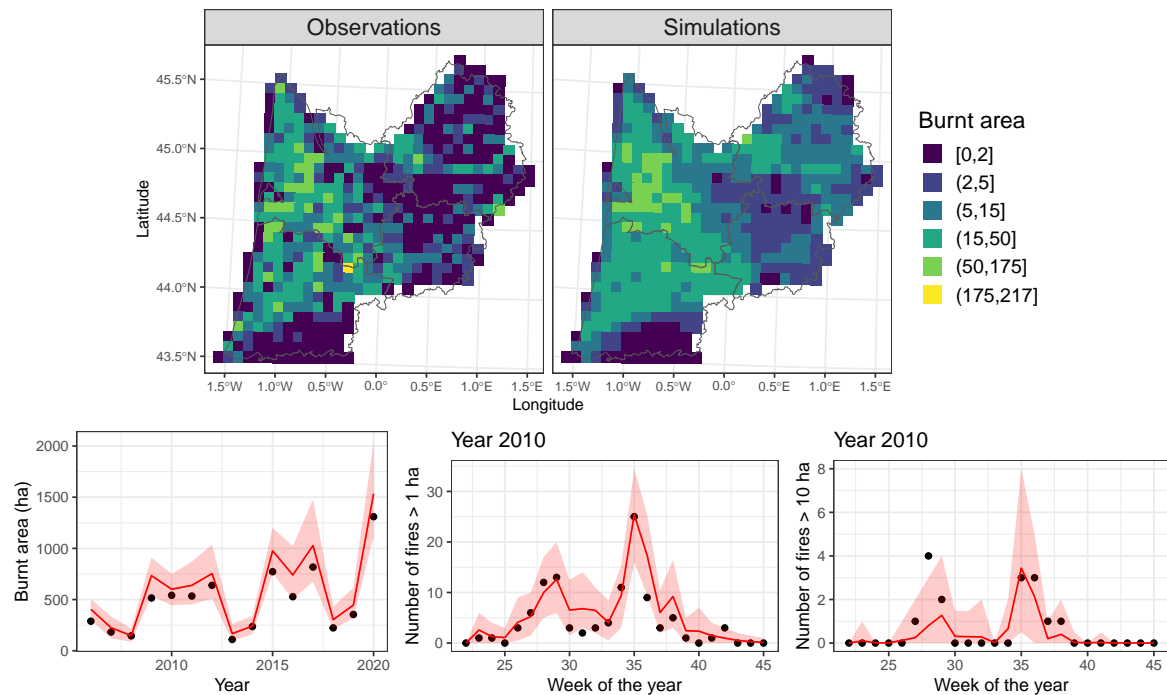 Observations
Simulations
45.5°N
45.0°N
44.5°N
44.0°N
43.5°N
Latitude
1.5°W 1.0°W 0.5°W 0.0° 0.5°E 1.0°E 1.5°E
1.5°W 1.0°W 0.5°W 0.0° 0.5°E 1.0°E 1.5°E
Longitude
Burnt area
[0,2]
(2,5]
(5,15]
(15,50]
(50,175]
(175,217]
2000
1500
1000
500
0
Burnt area (ha)
2010 2015 2020
Year
Year 2010
30
20
10
0
Number of fires > 1 ha
25 30 35 40 45
Week of the year
Year 2010
8
6
4
2
0
Number of fires > 10 ha
25 30 35 40 45
Week of the year